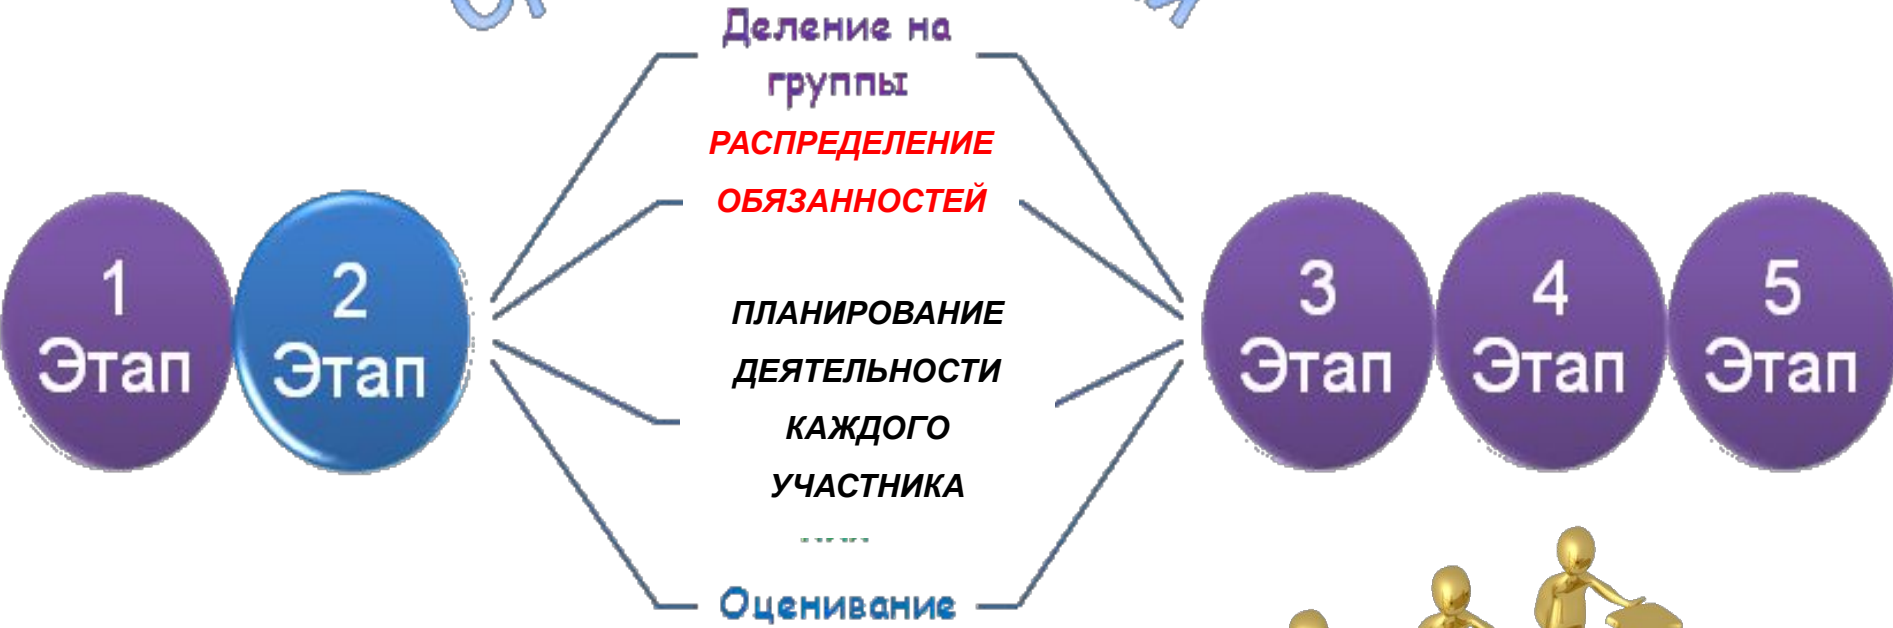 Деление на
группы
РАСПРЕДЕЛЕНИЕ
ОБЯЗАННОСТЕЙ
1
Этап
2
Этап
ПЛАНИРОВАНИЕ
ДЕЯТЕЛЬНОСТИ
КАЖДОГО
УЧАСТНИКА
Оценивание
3
Этап
4
Этап
5
Этап